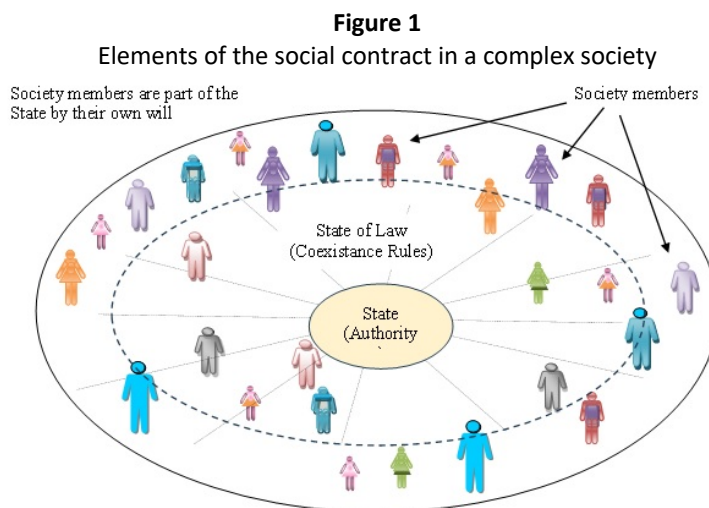 Figure 1
Elements of the social contract in a complex society
Society members are part of the
State by their own will
Society members
State of Law
(Coexistance Rules)
State
(Authority